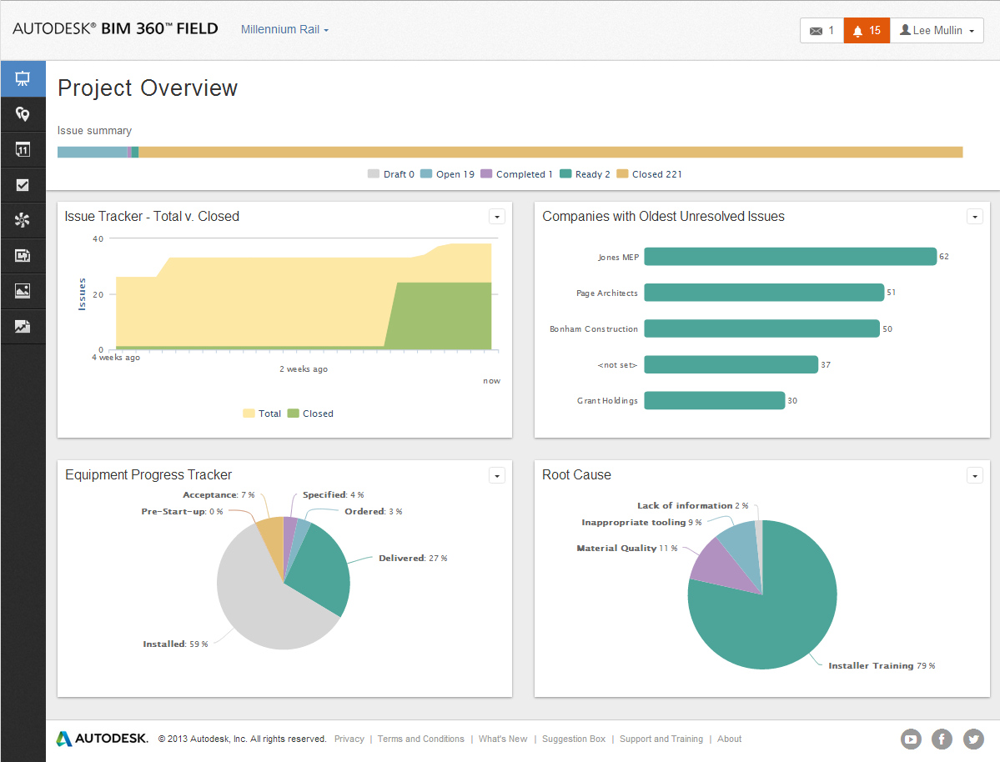 AUTODESK® BIM 360™ FIELD Millennium Rail 1 15 Lee Mullin
Project Overview
11
Issue summary
Draft 0 Open 19 Completed 1 Ready 2 Closed 221
Issue Tracker - Total v. Closed
40
20
0
Issues
4 weeks ago
2 weeks ago
now
Total Closed
Companies with Oldest Unresolved Issues
Jones MEP 62
Page Architects 51
Bonham Construction 50
<not set> 37
Grant Holdings 30
Equipment Progress Tracker
Acceptance: 7 % Specified: 4 %
Pre-Start-up: 0 % Ordered: 3 %
Delivered: 27 %
Installed: 59 %
Root Cause
Lack of information 2 %
Inappropriate tooling 9 %
Material Quality 11 %
Installer Training 79 %
AUTODESK. © 2013 Autodesk, Inc. All rights reserved. Privacy | Terms and Conditions | What's New | Suggestion Box | Support and Training | About